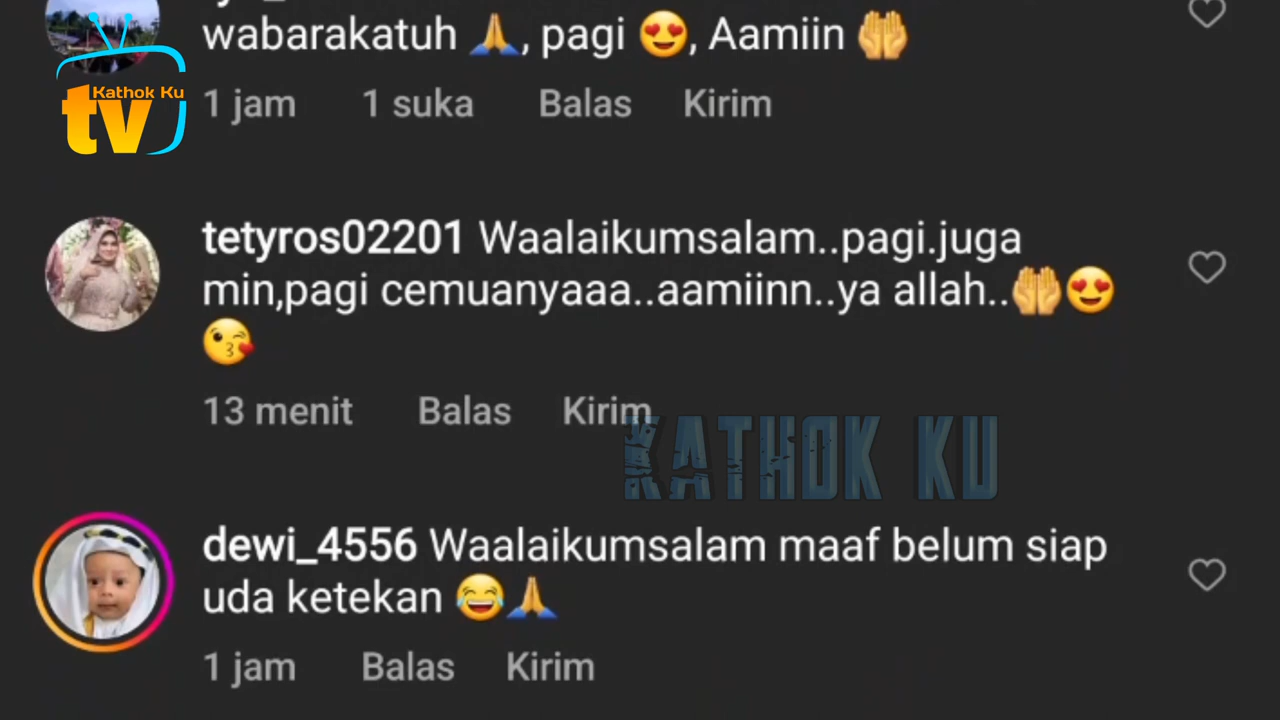 wabarakatuh 🙏, pagi 😍, Aamiin 🤲
Kathok Ku
tv
1 jam 1 suka Balas Kirim
tetyros02201 Waalaikumsalam..pagi.juga
min,pagi cemuanyaaa..aamiinn..ya allah..🤲😍
😘
13 menit Balas Kirim
KATHOK KU
dewi_4556 Waalaikumsalam maaf belum siap
uda ketekan 😂🙏
1 jam Balas Kirim